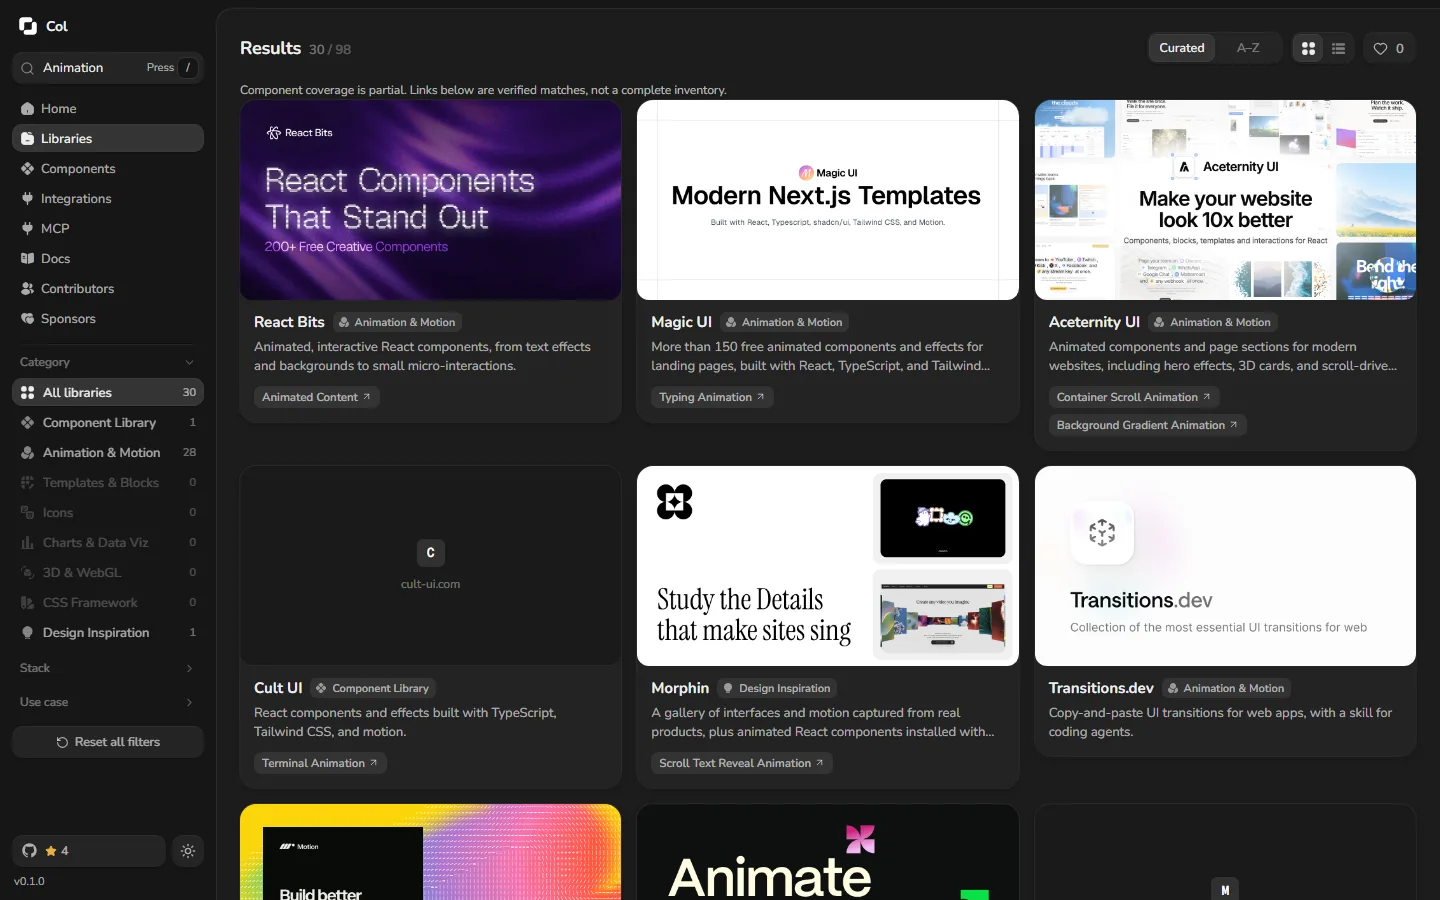 Col
Animation
Press /
Home
Libraries
Components
Integrations
MCP
Docs
Contributors
Sponsors
Category
All libraries 30
Component Library 1
Animation & Motion 28
Templates & Blocks 0
Icons 0
Charts & Data Viz 0
3D & WebGL 0
CSS Framework 0
Design Inspiration 1
Stack
Use case
Reset all filters
4
v0.1.0
Results 30 / 98
Curated
A–Z
0
Component coverage is partial. Links below are verified matches, not a complete inventory.
React Bits
React Components
That Stand Out
200+ Free Creative Components
React Bits
Animation & Motion
Animated, interactive React components, from text effects
and backgrounds to small micro-interactions.
Animated Content
Magic UI
Modern Next.js Templates
Built with React, Typescript, shadcn/ui, Tailwind CSS, and Motion.
Magic UI
Animation & Motion
More than 150 free animated components and effects for
landing pages, built with React, TypeScript, and Tailwind...
Typing Animation
Aceternity UI
Make your website
look 10x better
Components, blocks, templates and interactions for React
Bend the
light
Aceternity UI
Animation & Motion
Animated components and page sections for modern
websites, including hero effects, 3D cards, and scroll-drive...
Container Scroll Animation
Background Gradient Animation
C
cult-ui.com
Cult UI
Component Library
React components and effects built with TypeScript,
Tailwind CSS, and motion.
Terminal Animation
Study the Details
that make sites sing
Morphin
Design Inspiration
A gallery of interfaces and motion captured from real
products, plus animated React components installed with...
Scroll Text Reveal Animation
Transitions.dev
Collection of the most essential UI transitions for web
Transitions.dev
Animation & Motion
Copy-and-paste UI transitions for web apps, with a skill for
coding agents.
Motion
Build better
Animate
M